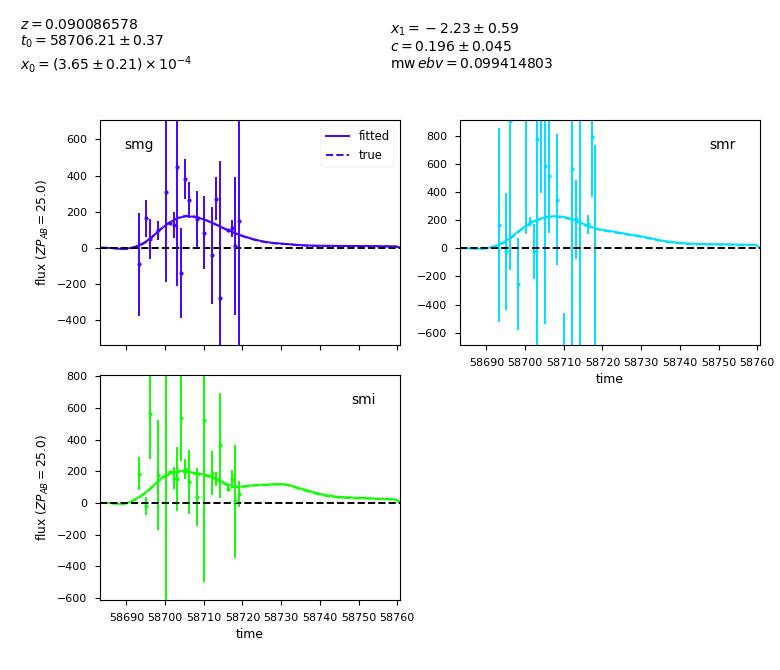 z = 0.090086578
t₀ = 58706.21 ± 0.37
x₀ = (3.65 ± 0.21) × 10⁻⁴
x₁ = −2.23 ± 0.59
c = 0.196 ± 0.045
mw ebv = 0.099414803
smg
fitted
true
600
400
200
0
−200
−400
flux (ZP_AB = 25.0)
smr
800
600
400
200
0
−200
−400
−600
58690 58700 58710 58720 58730 58740 58750 58760
time
smi
800
600
400
200
0
−200
−400
−600
flux (ZP_AB = 25.0)
58690 58700 58710 58720 58730 58740 58750 58760
time